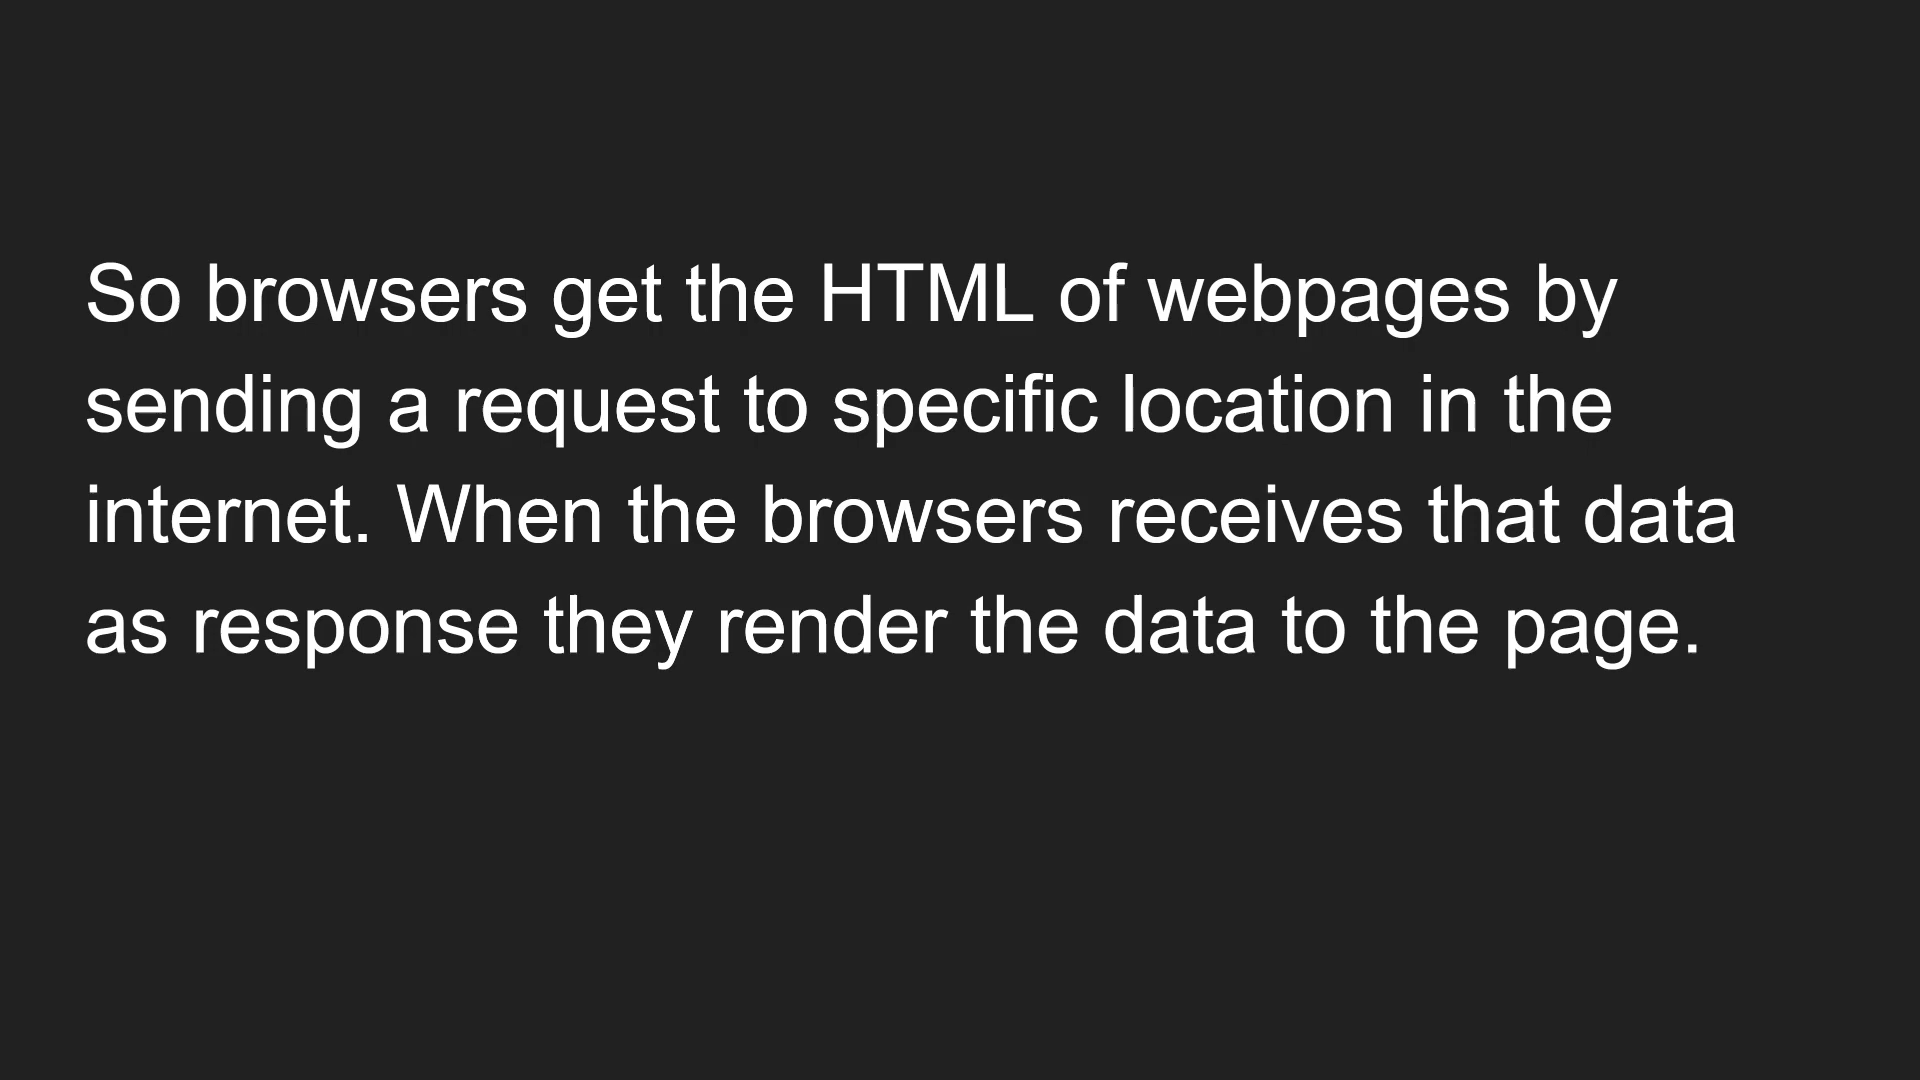 So browsers get the HTML of webpages by
sending a request to specific location in the
internet. When the browsers receives that data
as response they render the data to the page.